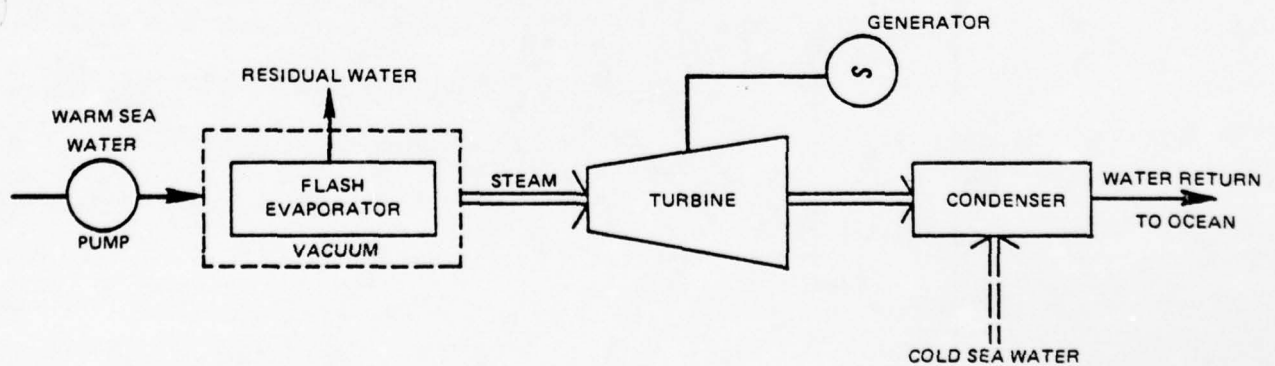 GENERATOR
RESIDUAL WATER
WARM SEA
WATER
PUMP
FLASH
EVAPORATOR
VACUUM
STEAM
TURBINE
S
CONDENSER
WATER RETURN
TO OCEAN
COLD SEA WATER